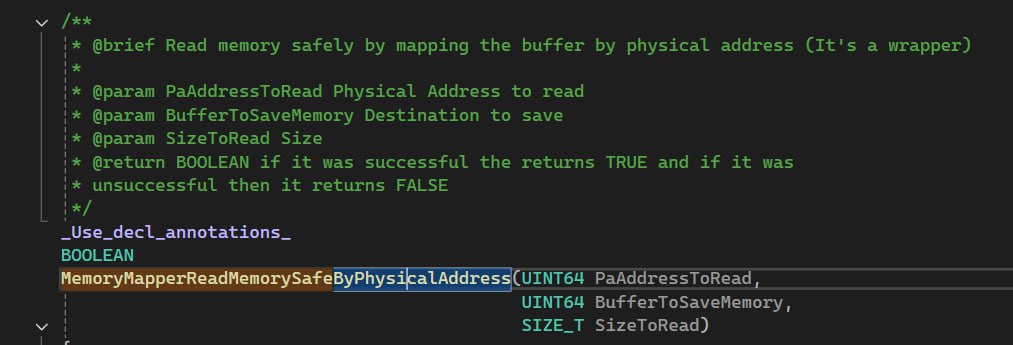 /**
* @brief Read memory safely by mapping the buffer by physical address (It's a wrapper)
*
* @param PaAddressToRead Physical Address to read
* @param BufferToSaveMemory Destination to save
* @param SizeToRead Size
* @return BOOLEAN if it was successful the returns TRUE and if it was
* unsuccessful then it returns FALSE
*/
_Use_decl_annotations_
BOOLEAN
MemoryMapperReadMemorySafeByPhysicalAddress(UINT64 PaAddressToRead,
UINT64 BufferToSaveMemory,
SIZE_T SizeToRead)